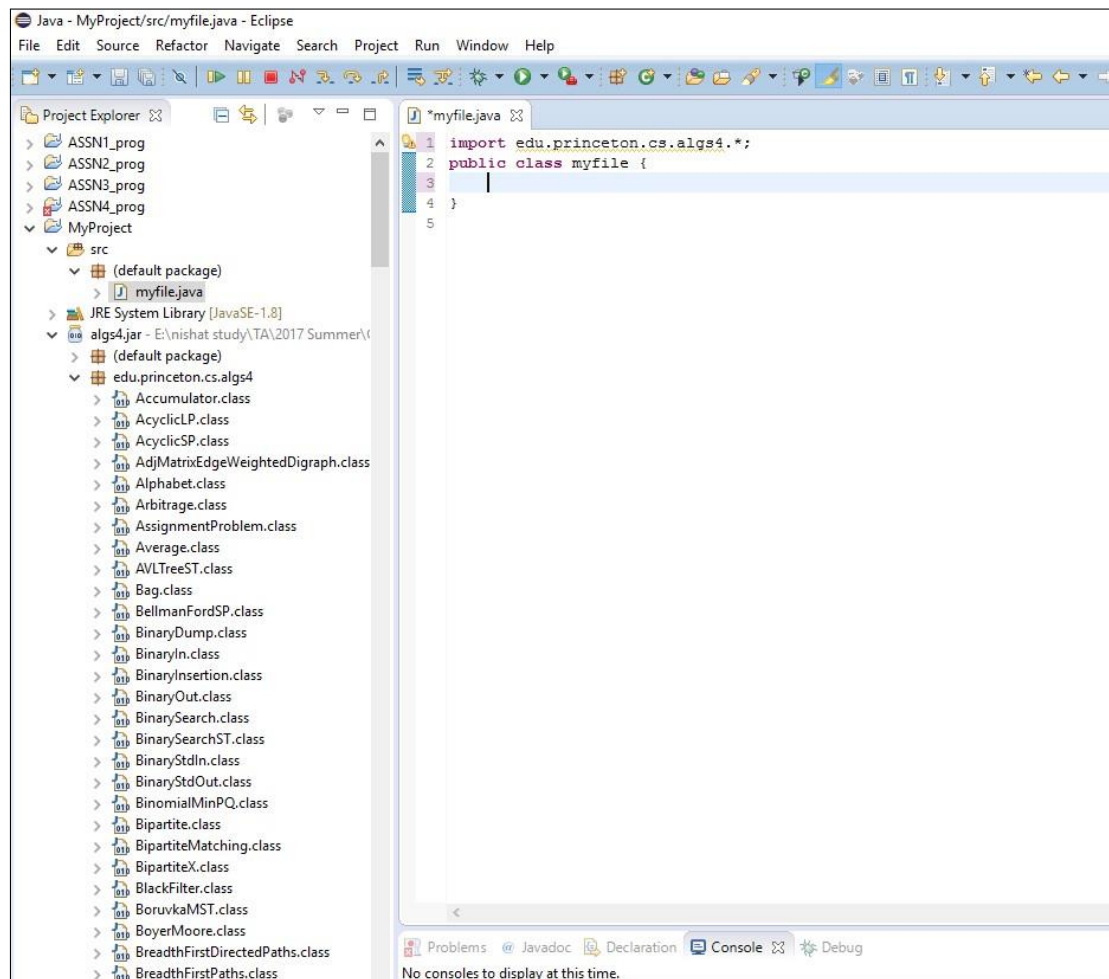 Java - MyProject/src/myfile.java - Eclipse
File Edit Source Refactor Navigate Search Project Run Window Help
Project Explorer
ASSN1_prog
ASSN2_prog
ASSN3_prog
ASSN4_prog
MyProject
src
(default package)
myfile.java
JRE System Library [JavaSE-1.8]
algs4.jar - E:\nishat study\TA\2017 Summer\
(default package)
edu.princeton.cs.algs4
Accumulator.class
AcyclicLP.class
AcyclicSP.class
AdjMatrixEdgeWeightedDigraph.class
Alphabet.class
Arbitrage.class
AssignmentProblem.class
Average.class
AVLTreeST.class
Bag.class
BellmanFordSP.class
BinaryDump.class
BinaryIn.class
BinaryInsertion.class
BinaryOut.class
BinarySearch.class
BinarySearchST.class
BinaryStdIn.class
BinaryStdOut.class
BinomialMinPQ.class
Bipartite.class
BipartiteMatching.class
BipartiteX.class
BlackFilter.class
BoruvkaMST.class
BoyerMoore.class
BreadthFirstDirectedPaths.class
BreadthFirstPaths.class
*myfile.java
1 import edu.princeton.cs.algs4.*;
2 public class myfile {
3
4 }
5
Problems @ Javadoc Declaration Console Debug
No consoles to display at this time.